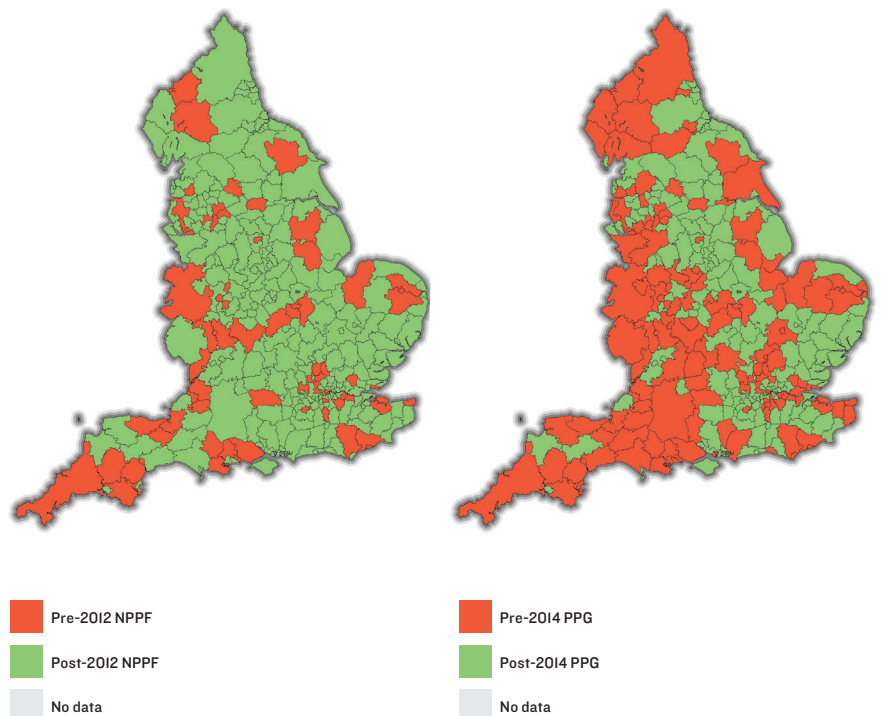 Pre-2012 NPPF
Post-2012 NPPF
No data
Pre-2014 PPG
Post-2014 PPG
No data